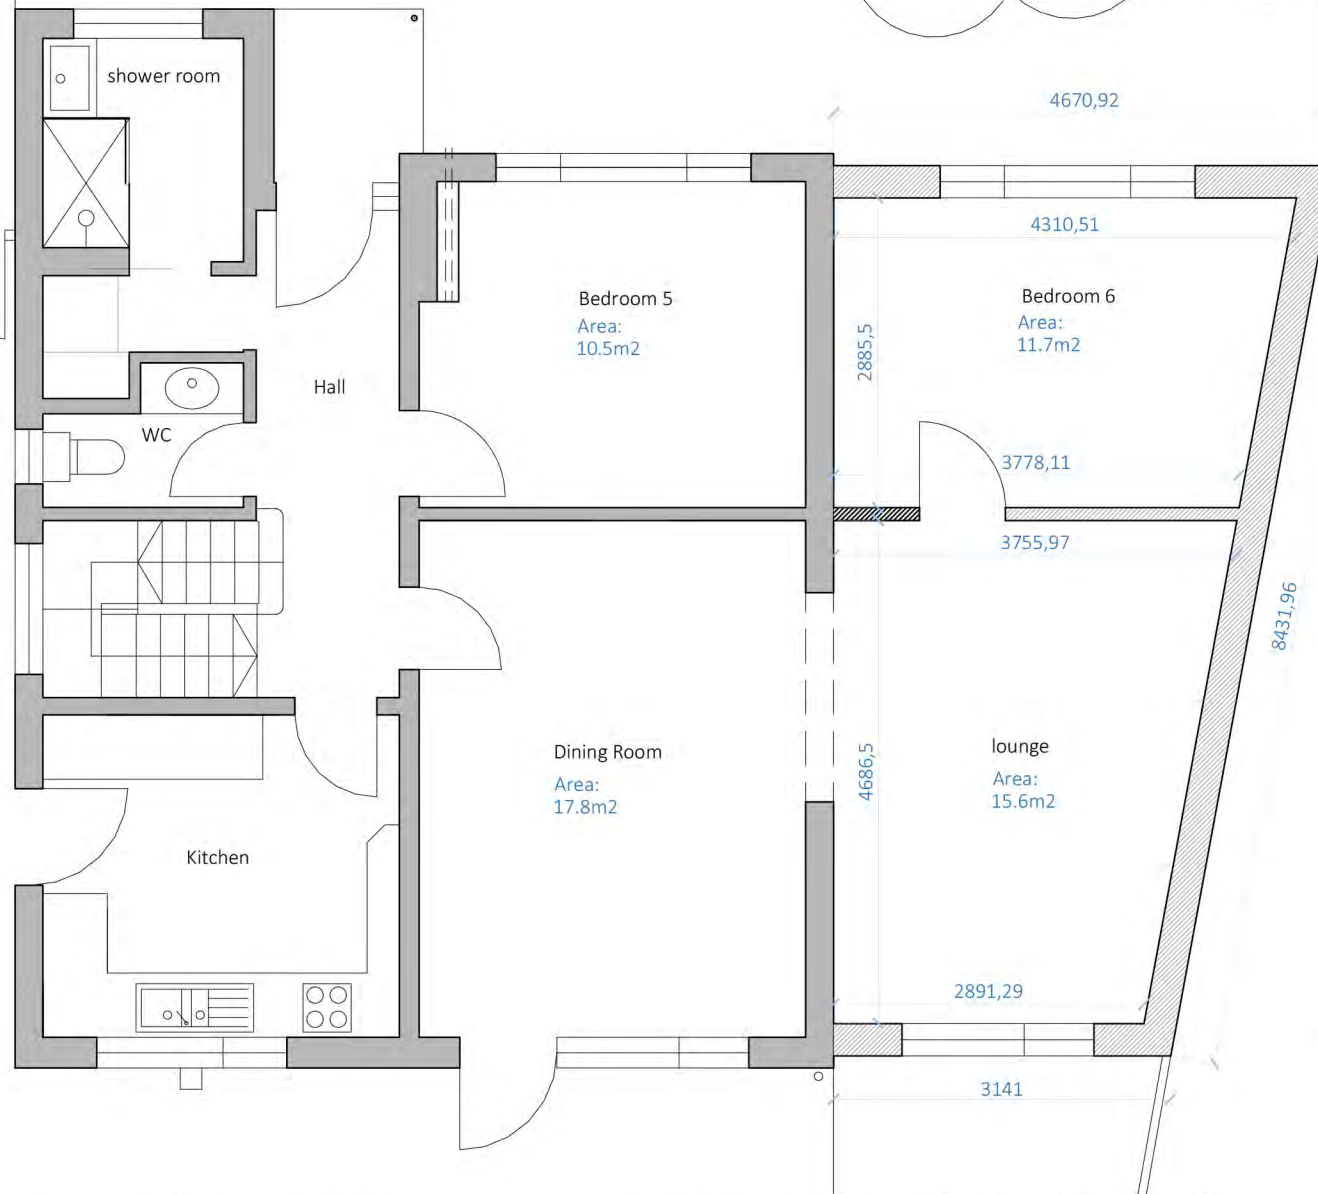 shower room
4670,92
4310,51
Bedroom 5
Area:
10.5m2
Bedroom 6
Area:
11.7m2
2885,5
Hall
WC
3778,11
3755,97
8431,96
Dining Room
Area:
17.8m2
lounge
Area:
15.6m2
4686,5
Kitchen
2891,29
3141